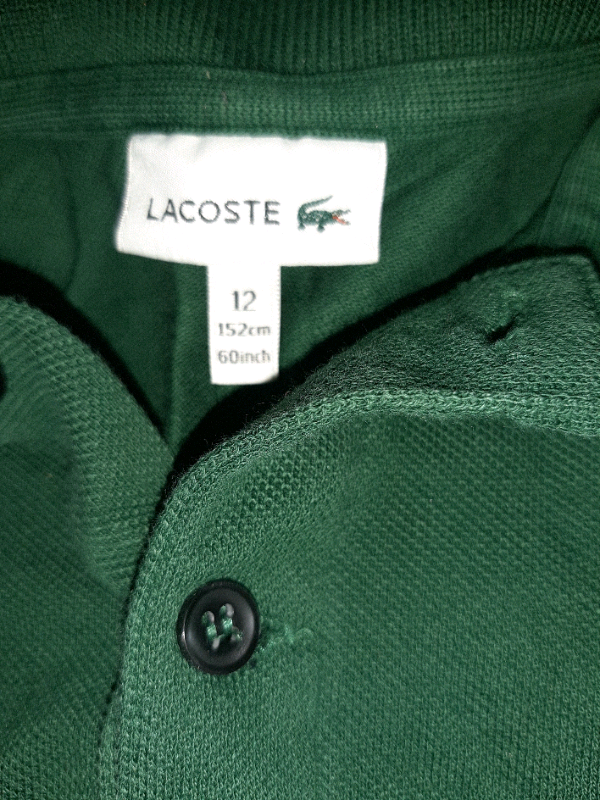 LACOSTE
12
152cm
60inch